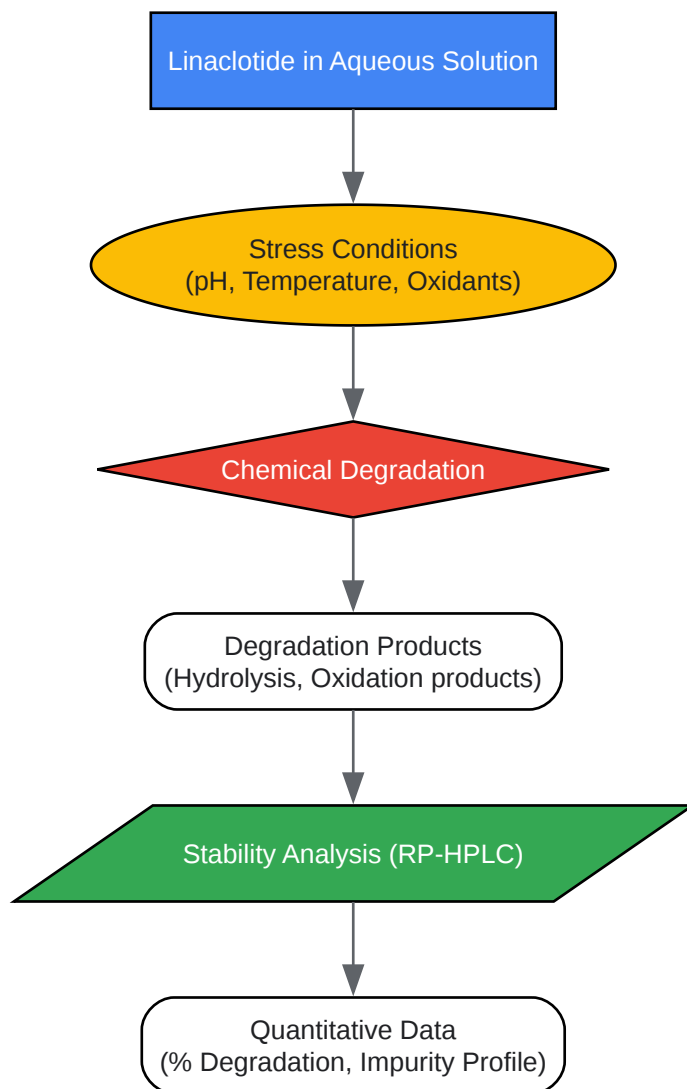 Linaclotide in Aqueous Solution
Stress Conditions
(pH, Temperature, Oxidants)
Chemical Degradation
Degradation Products
(Hydrolysis, Oxidation products)
Stability Analysis (RP-HPLC)
Quantitative Data
(% Degradation, Impurity Profile)